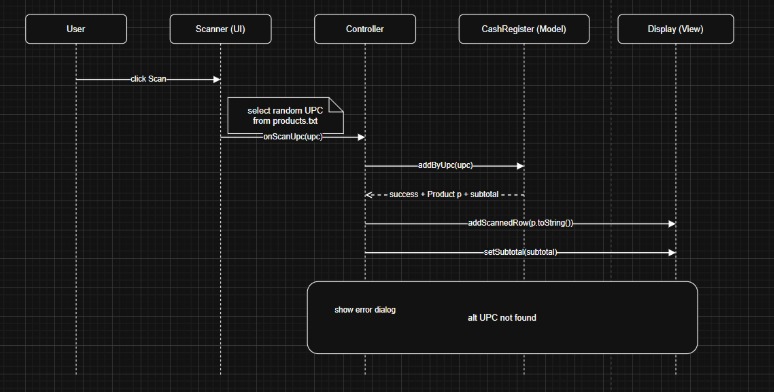 User
Scanner (UI)
Controller
CashRegister (Model)
Display (View)
click Scan
select random UPC
from products.txt
onScanUpc(upc)
addByUpc(upc)
success + Product p + subtotal
addScannedRow(p.toString())
setSubtotal(subtotal)
show error dialog
alt UPC not found